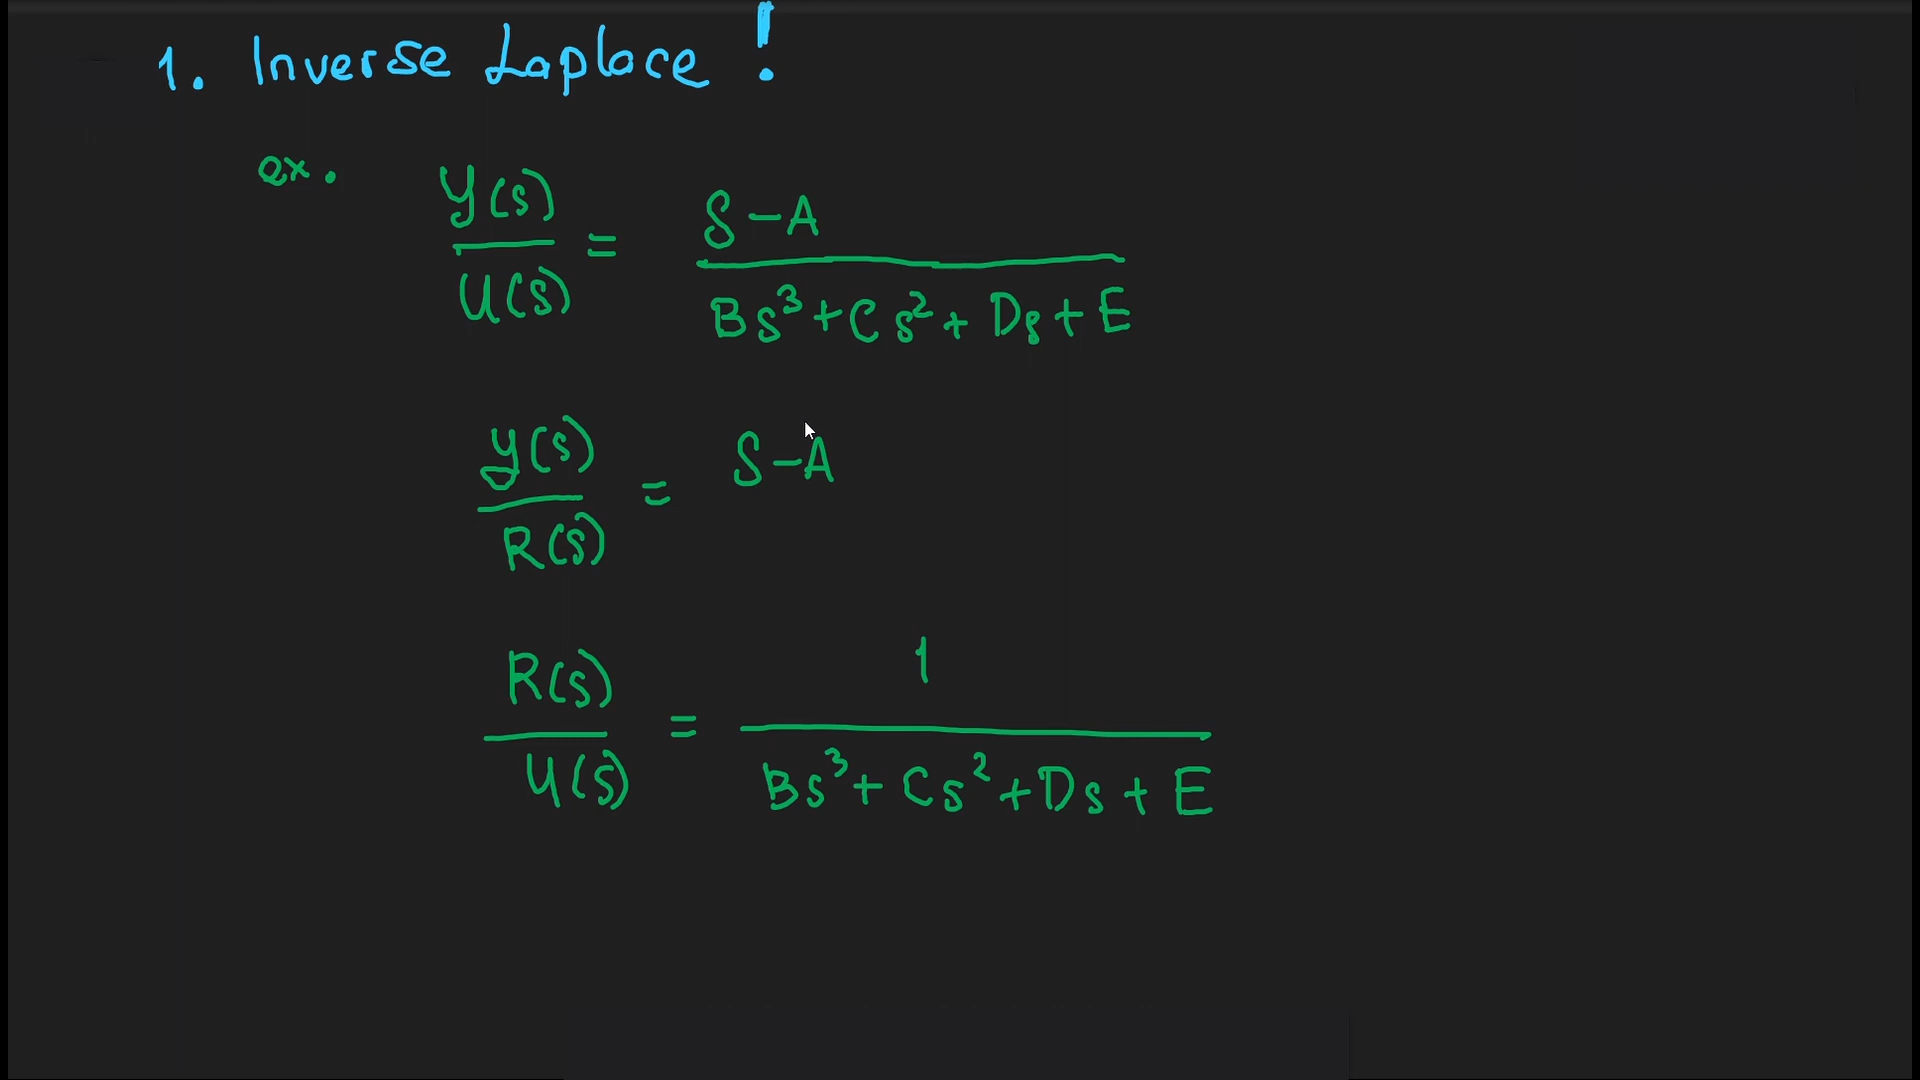 1. Inverse Laplace !
ex. Y(s)/U(s) = S-A / Bs³+Cs²+Ds+E
y(s)/R(s) = S-A
R(s)/U(s) = 1 / Bs³+Cs²+Ds+E